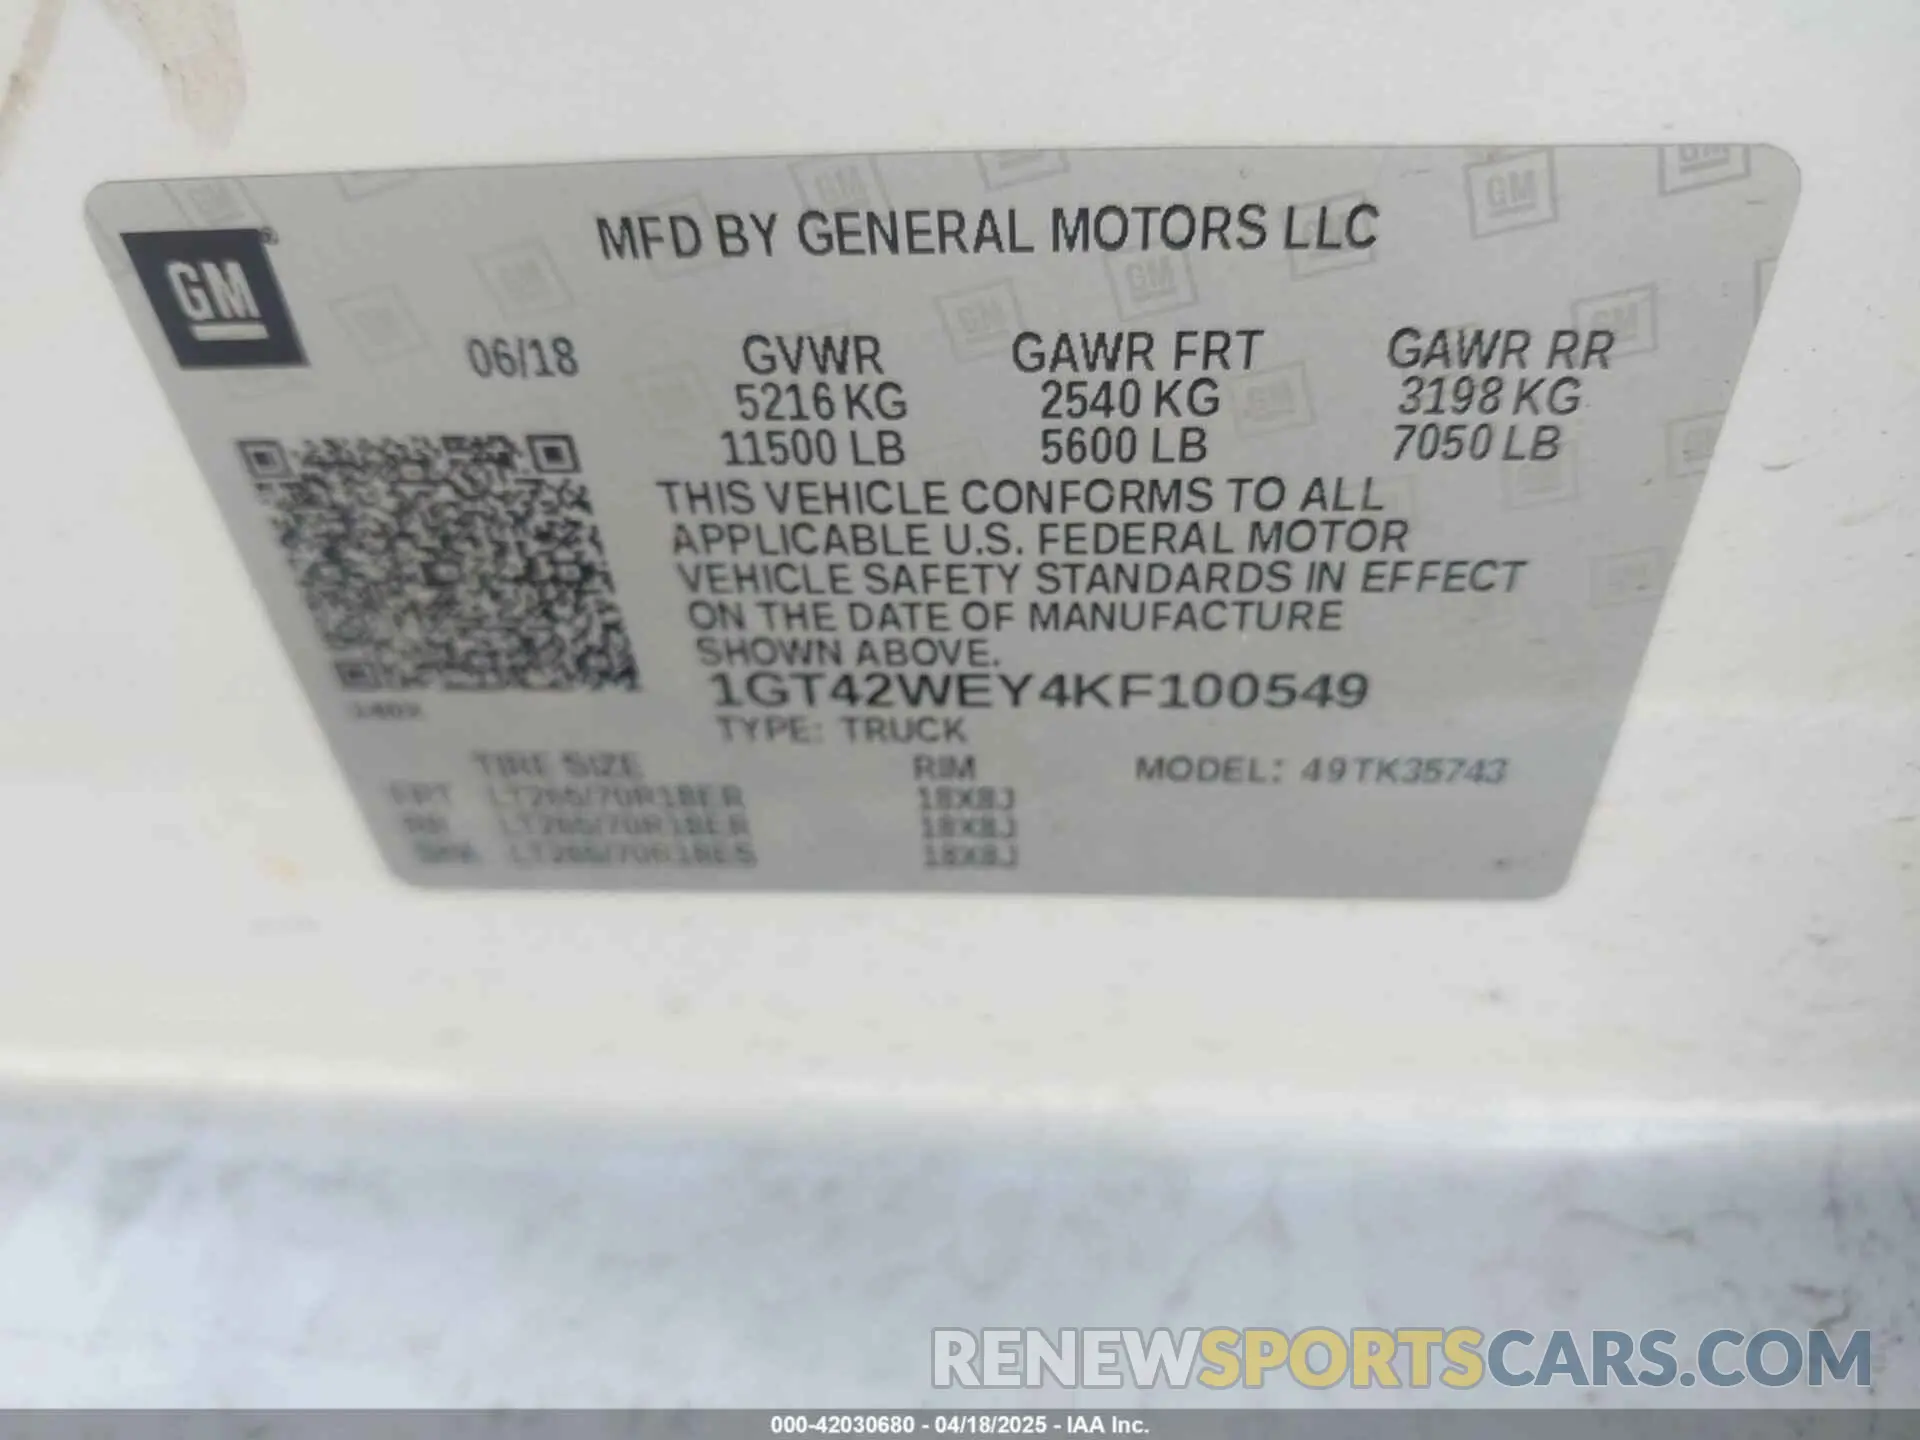 GM
MFD BY GENERAL MOTORS LLC
06/18 GVWR GAWR FRT GAWR RR
5216 KG 2540 KG 3198 KG
11500 LB 5600 LB 7050 LB
THIS VEHICLE CONFORMS TO ALL
APPLICABLE U.S. FEDERAL MOTOR
VEHICLE SAFETY STANDARDS IN EFFECT
ON THE DATE OF MANUFACTURE
SHOWN ABOVE.
1GT42WEY4KF100549
TYPE: TRUCK
TIRE SIZE RIM MODEL: 49TK35743
FRT 18X8J
RR 18X8J
18X8J
RENEWSPORTSCARS.COM
000-42030680 - 04/18/2025 - IAA Inc.